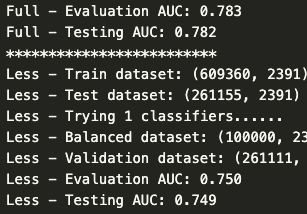 Full - Evaluation AUC: 0.783
Full - Testing AUC: 0.782
*************************
Less - Train dataset: (609360, 2391)
Less - Test dataset: (261155, 2391)
Less - Trying 1 classifiers......
Less - Balanced dataset: (100000, 23
Less - Validation dataset: (261111,
Less - Evaluation AUC: 0.750
Less - Testing AUC: 0.749